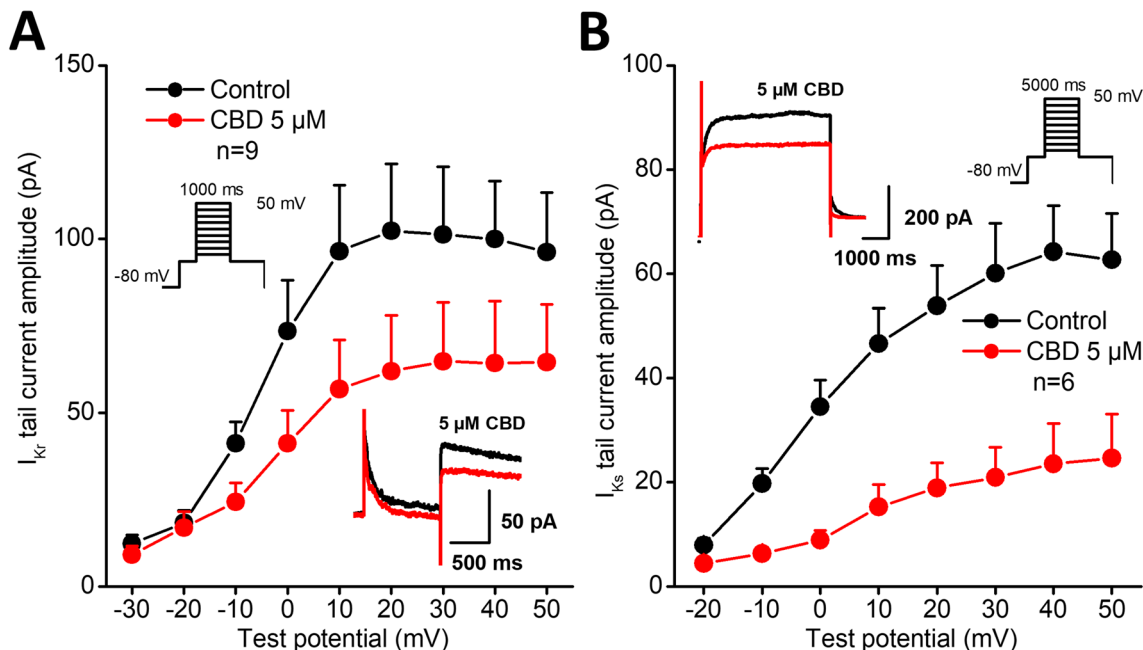 A
I_Kr tail current amplitude (pA)
150
100
50
0
Control
CBD 5 µM
n=9
1000 ms
50 mV
-80 mV
5 µM CBD
50 pA
500 ms
-30 -20 -10 0 10 20 30 40 50
Test potential (mV)
B
I_Ks tail current amplitude (pA)
100
80
60
40
20
0
5 µM CBD
200 pA
1000 ms
5000 ms
50 mV
-80 mV
Control
CBD 5 µM
n=6
-20 -10 0 10 20 30 40 50
Test potential (mV)